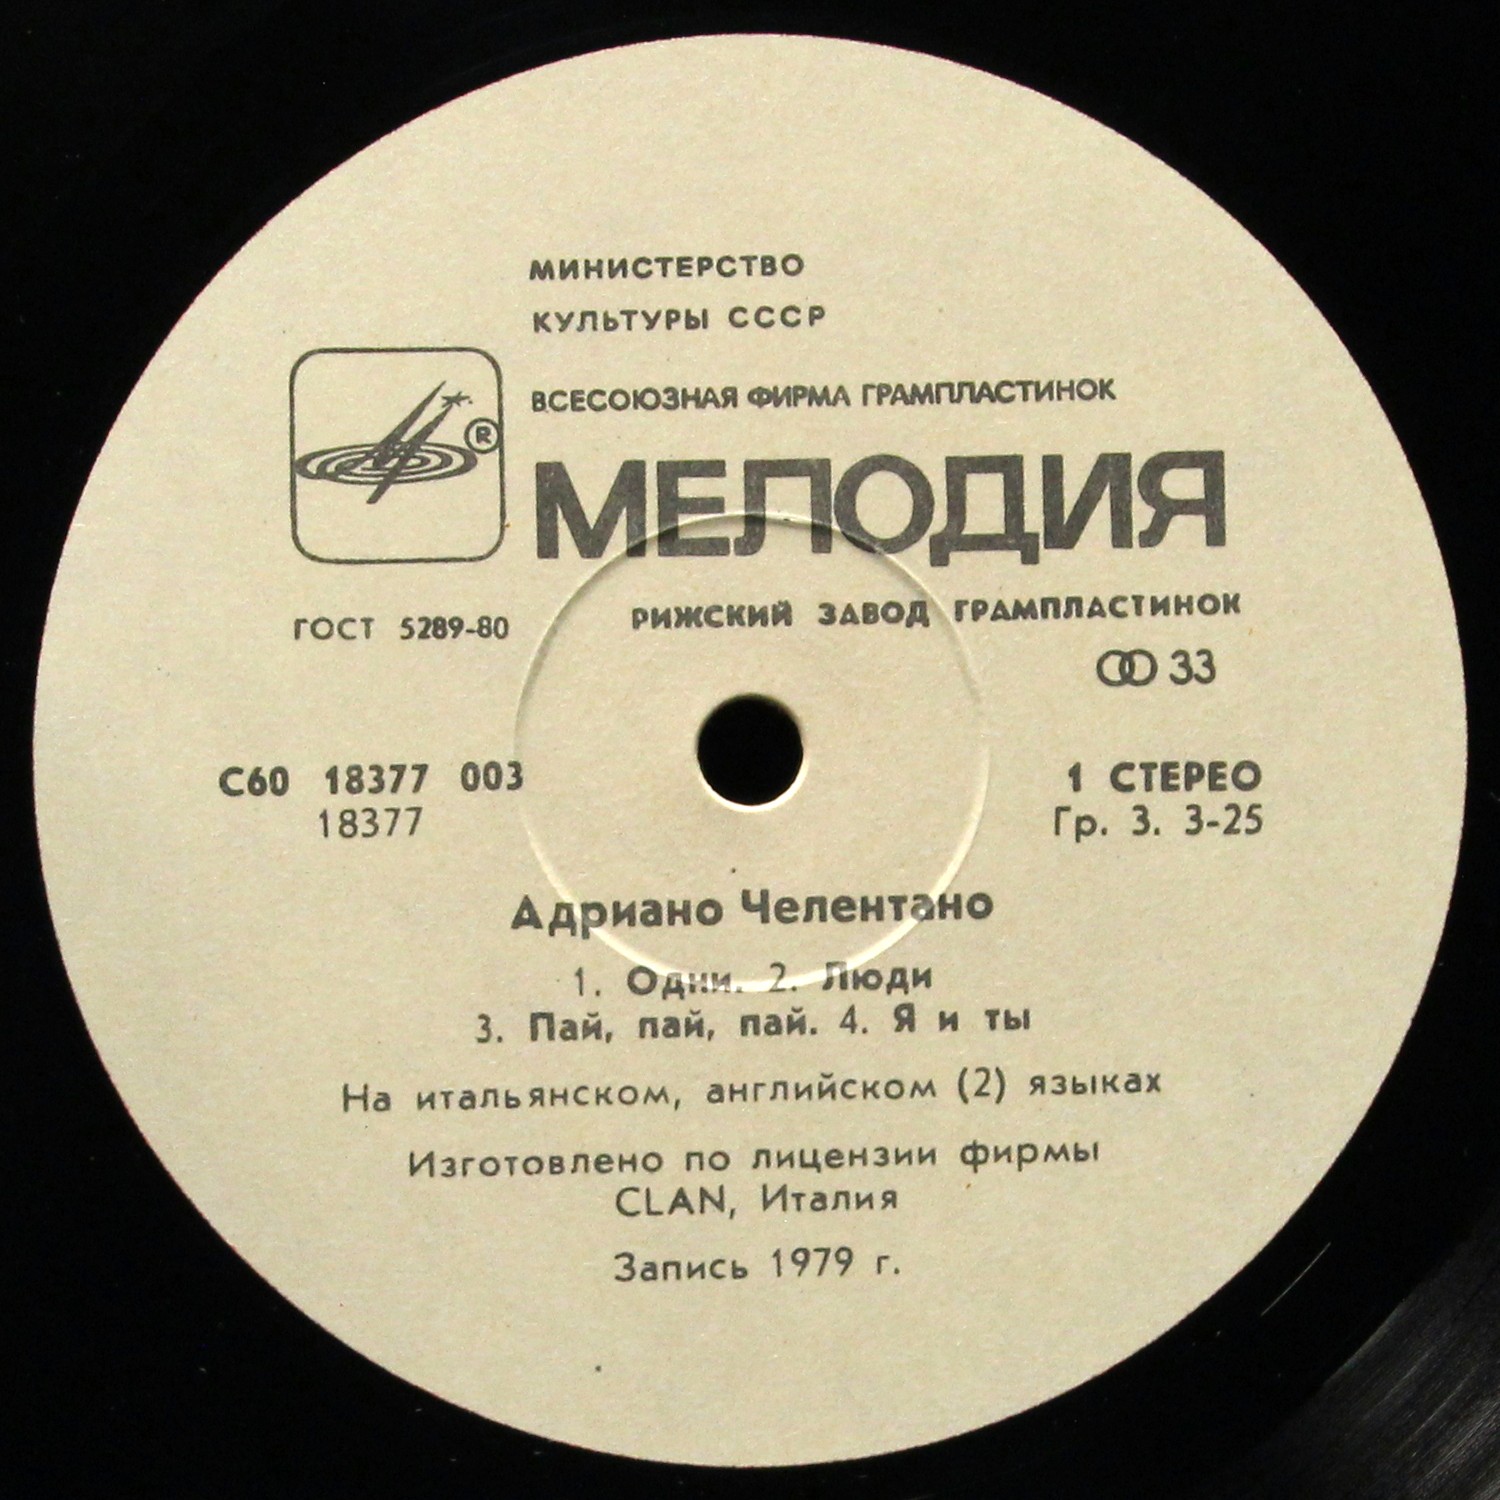 МИНИСТЕРСТВО
КУЛЬТУРЫ СССР
ВСЕСОЮЗНАЯ ФИРМА ГРАМПЛАСТИНОК
®
МЕЛОДИЯ
ГОСТ 5289-80
РИЖСКИЙ ЗАВОД ГРАМПЛАСТИНОК
33
С60 18377 003
18377
1 СТЕРЕО
Гр. 3. 3-25
Адриано Челентано
1. Одни. 2. Люди
3. Пай, пай, пай. 4. Я и ты
На итальянском, английском (2) языках
Изготовлено по лицензии фирмы
CLAN, Италия
Запись 1979 г.